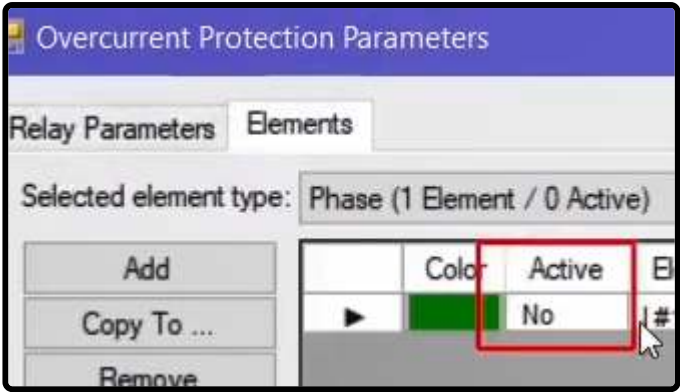 Overcurrent Protection Parameters
Relay Parameters Elements
Selected element type: Phase (1 Element / 0 Active)
Add Color Active
Copy To ... No
Remove